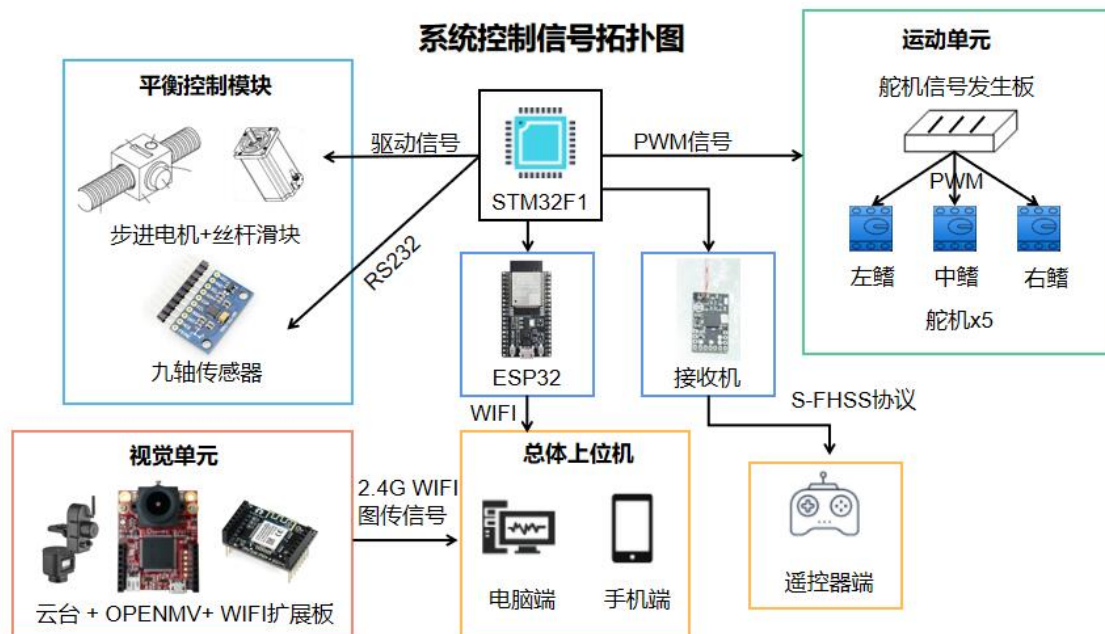 系统控制信号拓扑图
平衡控制模块
步进电机+丝杆滑块
九轴传感器
驱动信号
RS232
STM32F1
PWM信号
运动单元
舵机信号发生板
PWM
左鳍
中鳍
右鳍
舵机x5
ESP32
接收机
WIFI
S-FHSS协议
视觉单元
云台 + OPENMV+ WIFI扩展板
2.4G WIFI
图传信号
总体上位机
电脑端
手机端
遥控器端